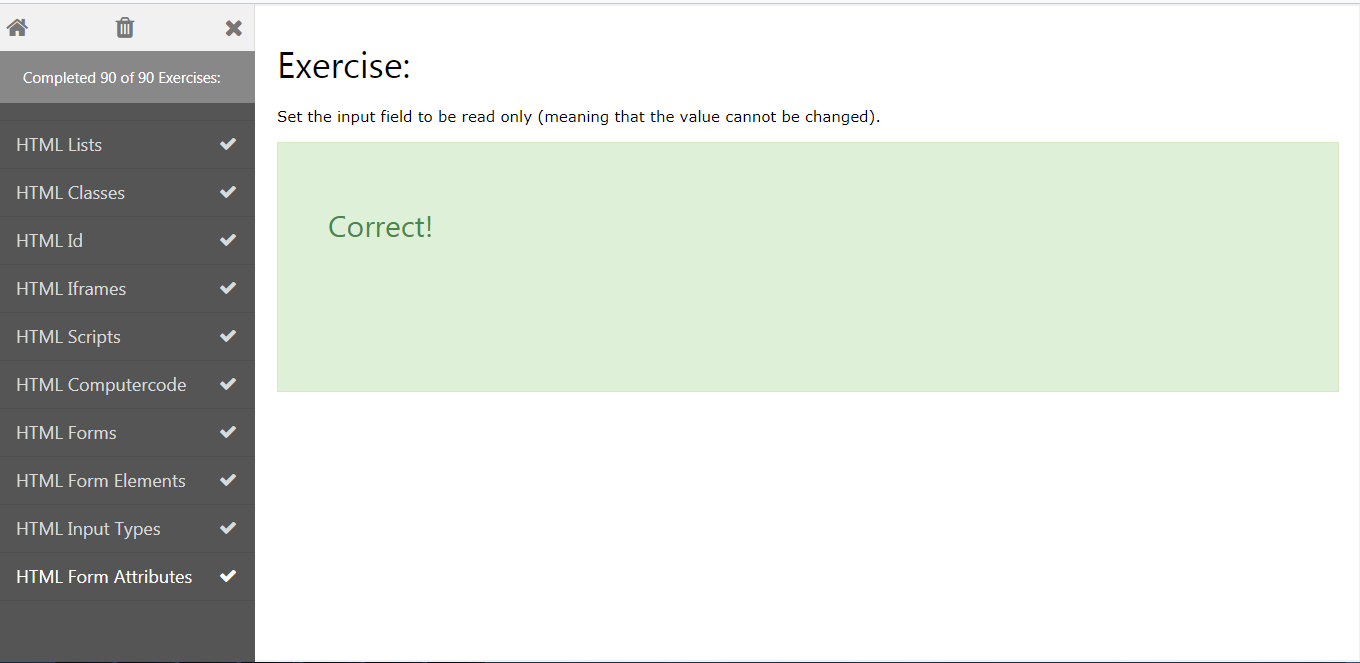 Completed 90 of 90 Exercises:
HTML Lists
HTML Classes
HTML Id
HTML Iframes
HTML Scripts
HTML Computercode
HTML Forms
HTML Form Elements
HTML Input Types
HTML Form Attributes
Exercise:
Set the input field to be read only (meaning that the value cannot be changed).
Correct!